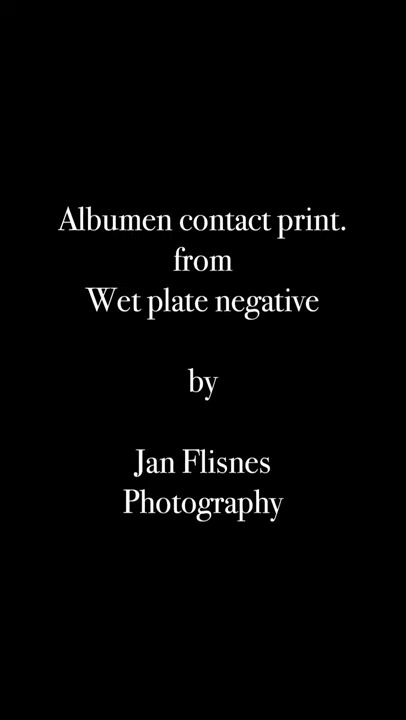 Albumen contact print.
from
Wet plate negative
by
Jan Flisnes
Photography